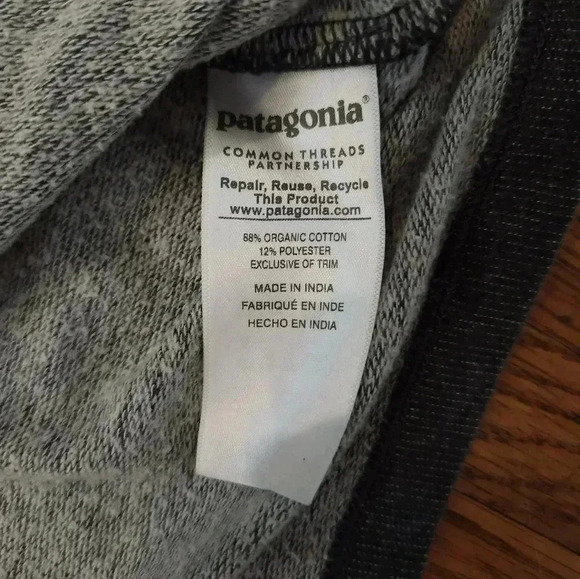 patagonia®
COMMON THREADS
PARTNERSHIP
Repair, Reuse, Recycle
This Product
www.patagonia.com
88% ORGANIC COTTON
12% POLYESTER
EXCLUSIVE OF TRIM
MADE IN INDIA
FABRIQUÉ EN INDE
HECHO EN INDIA